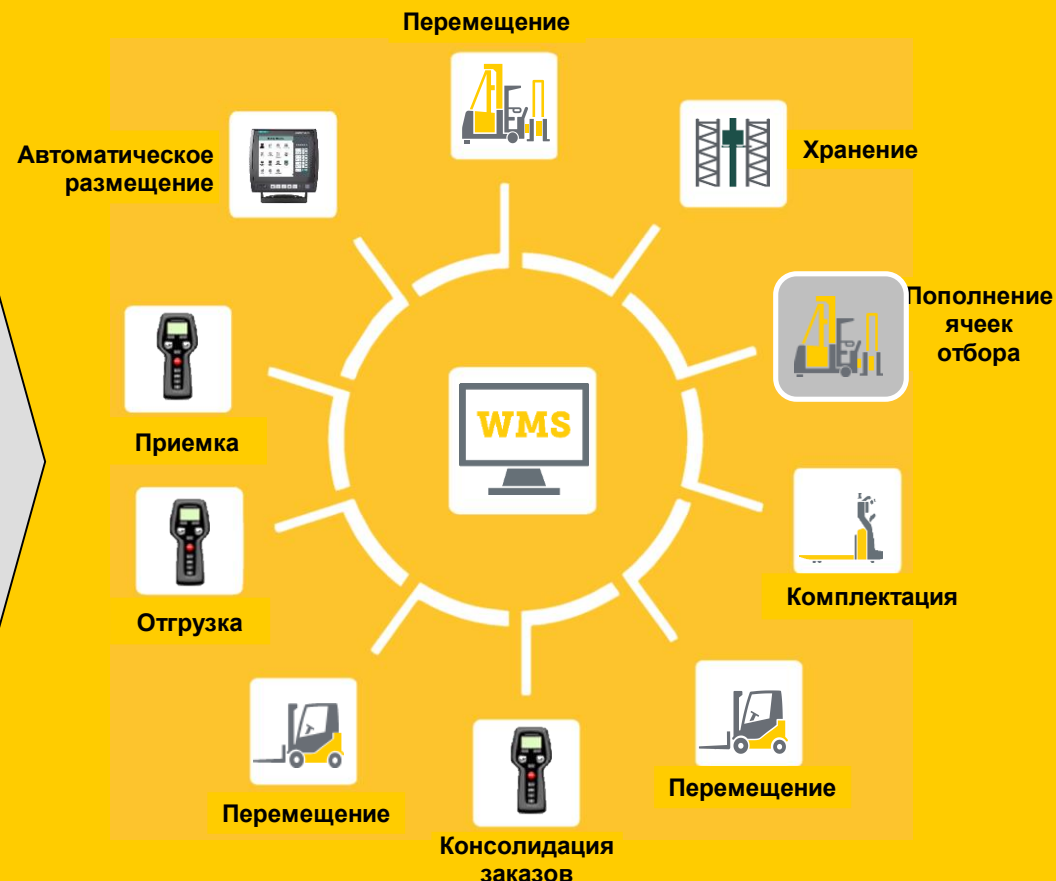 Перемещение
Автоматическое
размещение
Хранение
Пополнение
ячеек
отбора
Приемка
WMS
Комплектация
Отгрузка
Перемещение
Перемещение
Консолидация
заказов